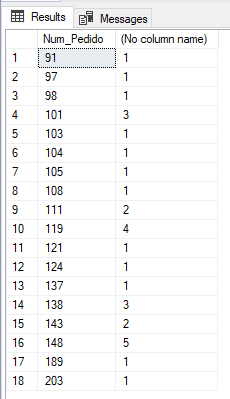 Results Messages
Num_Pedido (No column name)
1 91 1
2 97 1
3 98 1
4 101 3
5 103 1
6 104 1
7 105 1
8 108 1
9 111 2
10 119 4
11 121 1
12 124 1
13 137 1
14 138 3
15 143 2
16 148 5
17 189 1
18 203 1